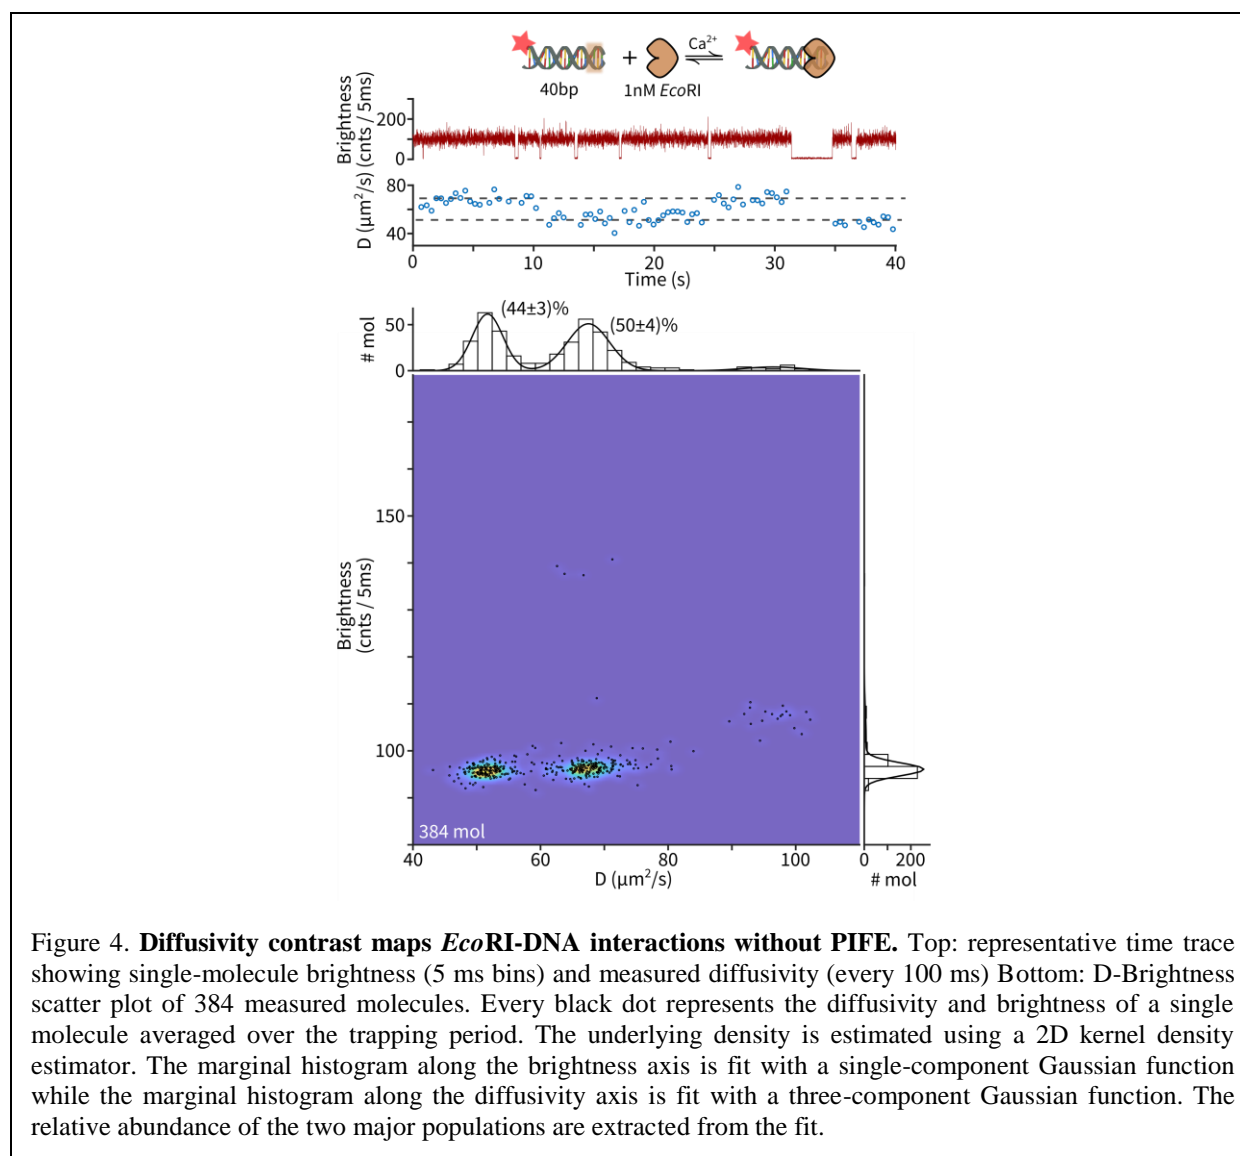 Ca²⁺
+
40bp
1nM EcoRI
Brightness
(cnts / 5ms)
200
0
D (µm²/s)
80
40
0
10
20
30
40
Time (s)
# mol
50
0
(44±3)%
(50±4)%
Brightness
(cnts / 5ms)
150
100
384 mol
40
60
80
100
D (µm²/s)
0
200
# mol
Figure 4. Diffusivity contrast maps EcoRI-DNA interactions without PIFE. Top: representative time trace
showing single-molecule brightness (5 ms bins) and measured diffusivity (every 100 ms) Bottom: D-Brightness
scatter plot of 384 measured molecules. Every black dot represents the diffusivity and brightness of a single
molecule averaged over the trapping period. The underlying density is estimated using a 2D kernel density
estimator. The marginal histogram along the brightness axis is fit with a single-component Gaussian function
while the marginal histogram along the diffusivity axis is fit with a three-component Gaussian function. The
relative abundance of the two major populations are extracted from the fit.